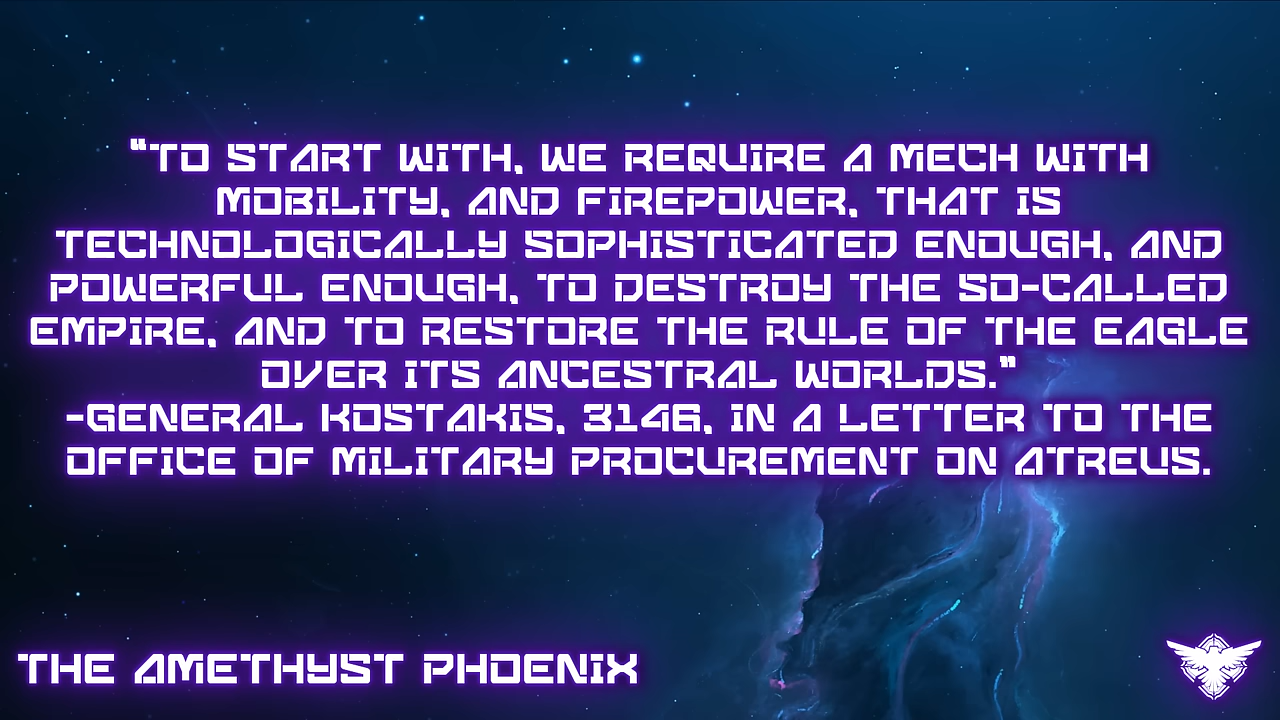 "TO START WITH, WE REQUIRE A MECH WITH
MOBILITY, AND FIREPOWER, THAT IS
TECHNOLOGICALLY SOPHISTICATED ENOUGH, AND
POWERFUL ENOUGH, TO DESTROY THE SO-CALLED
EMPIRE, AND TO RESTORE THE RULE OF THE EAGLE
OVER ITS ANCESTRAL WORLDS."
-GENERAL KOSTAKIS, 3146, IN A LETTER TO THE
OFFICE OF MILITARY PROCUREMENT ON ATREUS.
THE AMETHYST PHOENIX